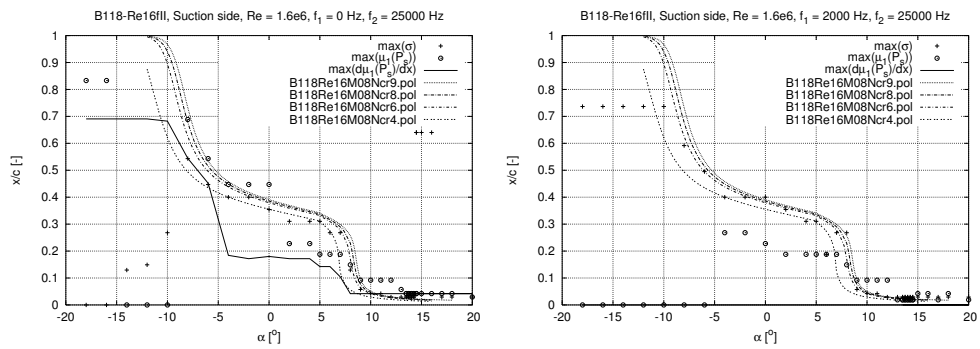 B118-Re16fII, Suction side, Re = 1.6e6, f₁ = 0 Hz, f₂ = 25000 Hz
1
0.9
0.8
0.7
0.6
0.5
0.4
0.3
0.2
0.1
0
x/c [-]
max(σ)
max(μ₁(Pₛ))
max(dμ₁(Pₛ)/dx)
B118Re16M08Ncr9.pol
B118Re16M08Ncr8.pol
B118Re16M08Ncr6.pol
B118Re16M08Ncr4.pol
-20 -15 -10 -5 0 5 10 15 20
α [°]
B118-Re16fII, Suction side, Re = 1.6e6, f₁ = 2000 Hz, f₂ = 25000 Hz
1
0.9
0.8
0.7
0.6
0.5
0.4
0.3
0.2
0.1
0
x/c [-]
max(σ)
max(μ₁(Pₛ))
max(dμ₁(Pₛ)/dx)
B118Re16M08Ncr9.pol
B118Re16M08Ncr8.pol
B118Re16M08Ncr6.pol
B118Re16M08Ncr4.pol
-20 -15 -10 -5 0 5 10 15 20
α [°]